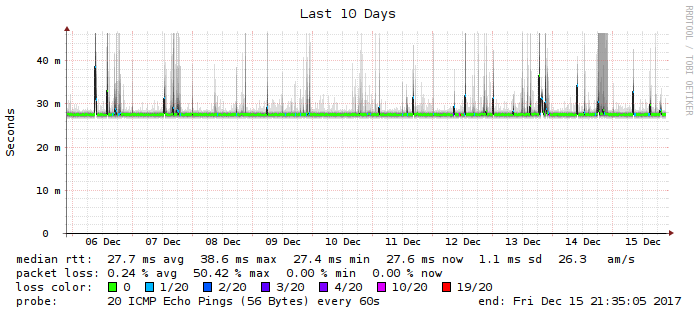 Last 10 Days
RRDTOOL / TOBI OETIKER
Seconds
40 m
30 m
20 m
10 m
0
06 Dec 07 Dec 08 Dec 09 Dec 10 Dec 11 Dec 12 Dec 13 Dec 14 Dec 15 Dec
median rtt: 27.7 ms avg 38.6 ms max 27.4 ms min 27.6 ms now 1.1 ms sd 26.3 am/s
packet loss: 0.24 % avg 50.42 % max 0.00 % min 0.00 % now
loss color: 0 1/20 2/20 3/20 4/20 10/20 19/20
probe: 20 ICMP Echo Pings (56 Bytes) every 60s end: Fri Dec 15 21:35:05 2017